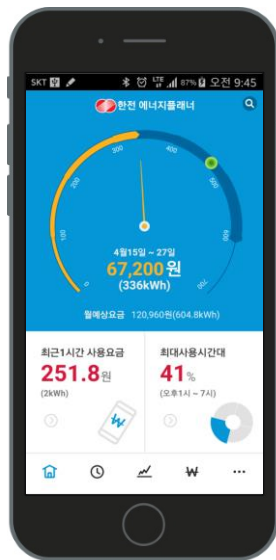 SKT LTE 87% 오전 9:45
한전 에너지플래너
0
100
200
300
400
500
600
700
4월15일 ~ 27일
67,200원
(336kWh)
월예상요금 120,960원(604.8kWh)
최근1시간 사용요금
251.8원
(2kWh)
최대사용시간대
41%
(오후1시 ~ 7시)
₩
₩